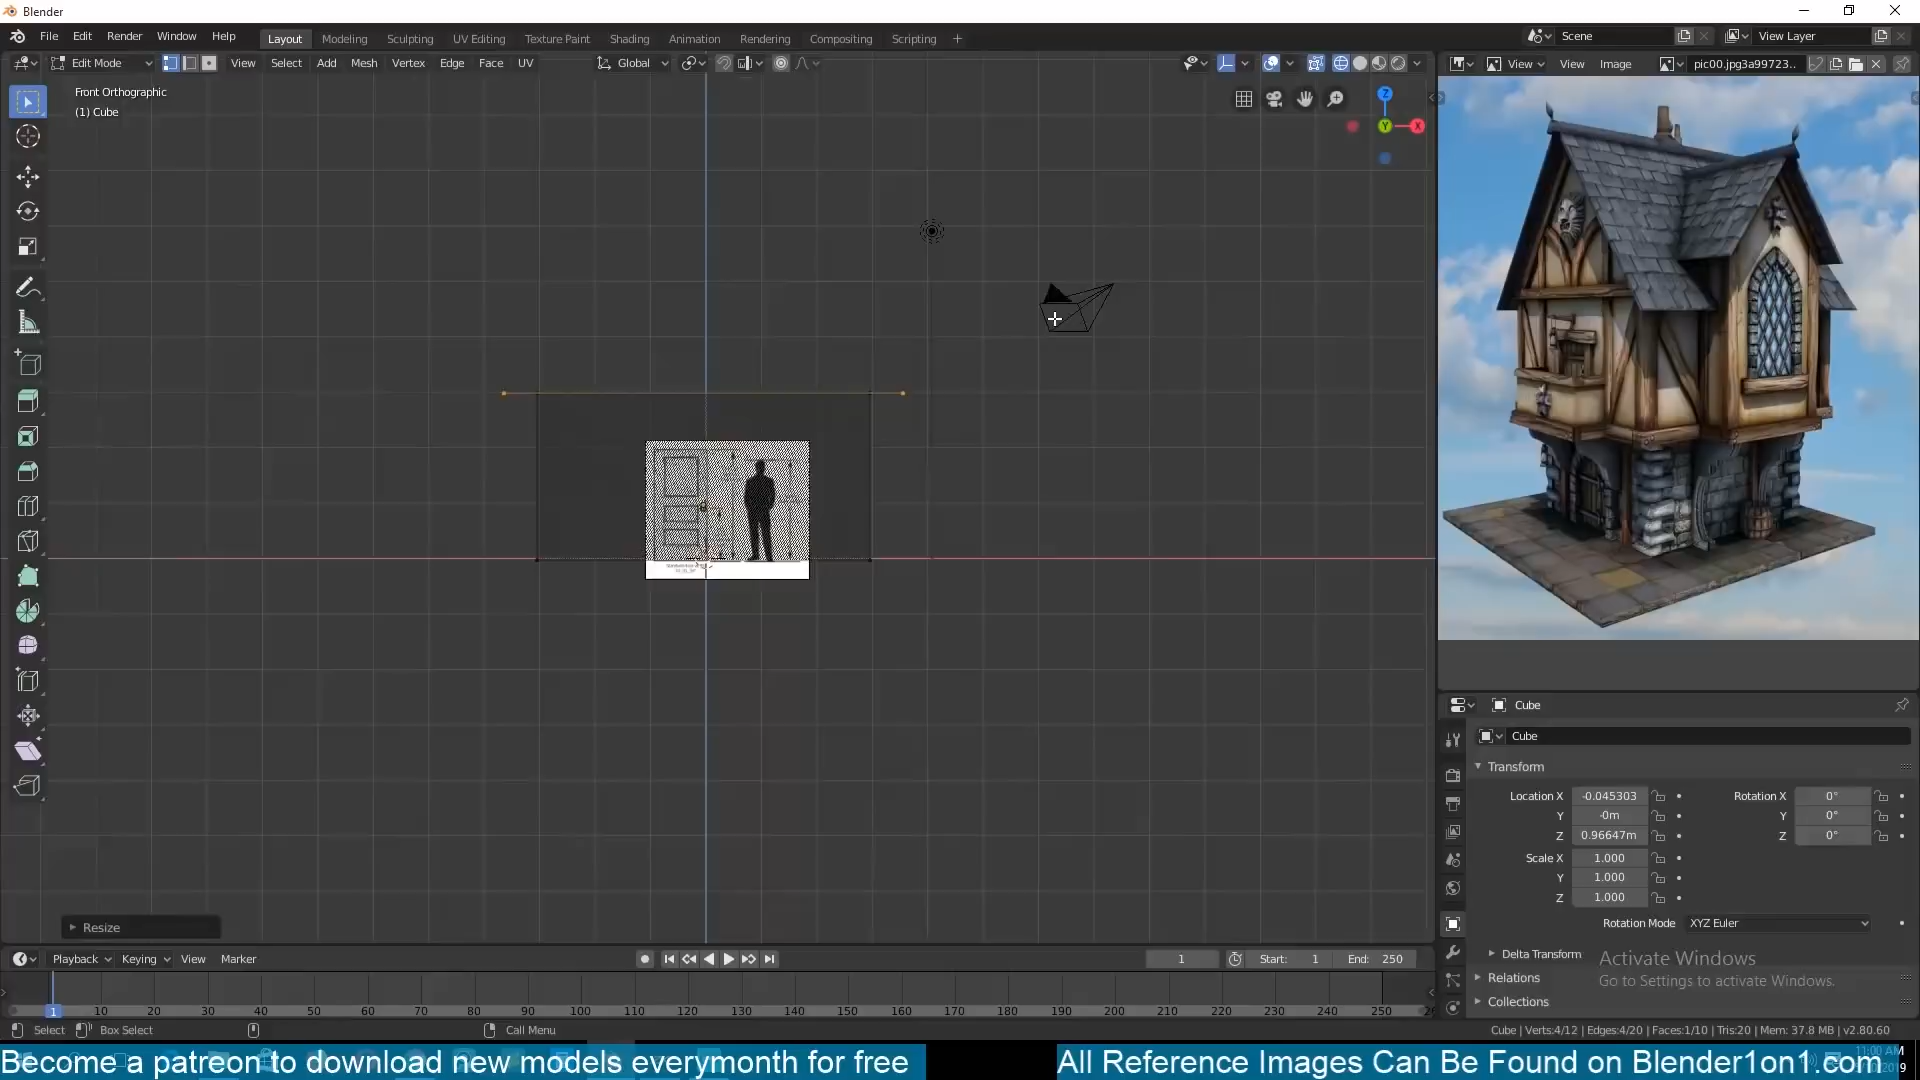 Blender
File Edit Render Window Help
Layout Modeling Sculpting UV Editing Texture Paint Shading Animation Rendering Compositing Scripting +
Scene
View Layer
Edit Mode View Select Add Mesh Vertex Edge Face UV
Global
View View Image pic00.jpg3a99723..
Front Orthographic
(1) Cube
Z
Y
X
Cube
Cube
Transform
Location X -0.045303 Rotation X 0°
Y -0m Y 0°
Z 0.96647m Z 0°
Scale X 1.000
Y 1.000
Z 1.000
Rotation Mode XYZ Euler
Delta Transform
Relations
Collections
Activate Windows
Go to Settings to activate Windows.
Resize
Playback Keying View Marker
1 Start: 1 End: 250
1 10 20 30 40 50 60 70 80 90 100 110 120 130 140 150 160 170 180 190 200 210 220 230 240 250
Select Box Select Call Menu
Cube | Verts:4/12 | Edges:4/20 | Faces:1/10 | Tris:20 | Mem: 37.8 MB | v2.80.60
Become a patreon to download new models everymonth for free
All Reference Images Can Be Found on Blender1on1.com